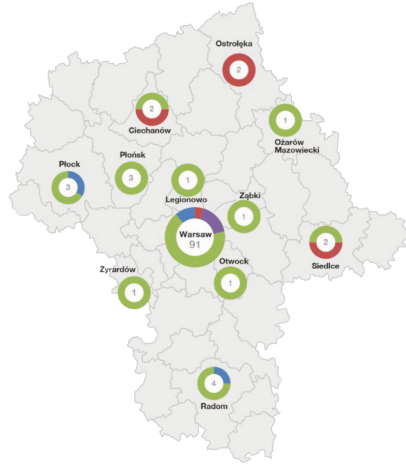 Ostrołęka
2
2
Ciechanów
1
Ożarów
Mazowiecki
Płock
3
Płońsk
3
1
Legionowo
Ząbki
1
Warsaw
91
2
Siedlce
Otwock
1
Żyrardów
1
4
Radom